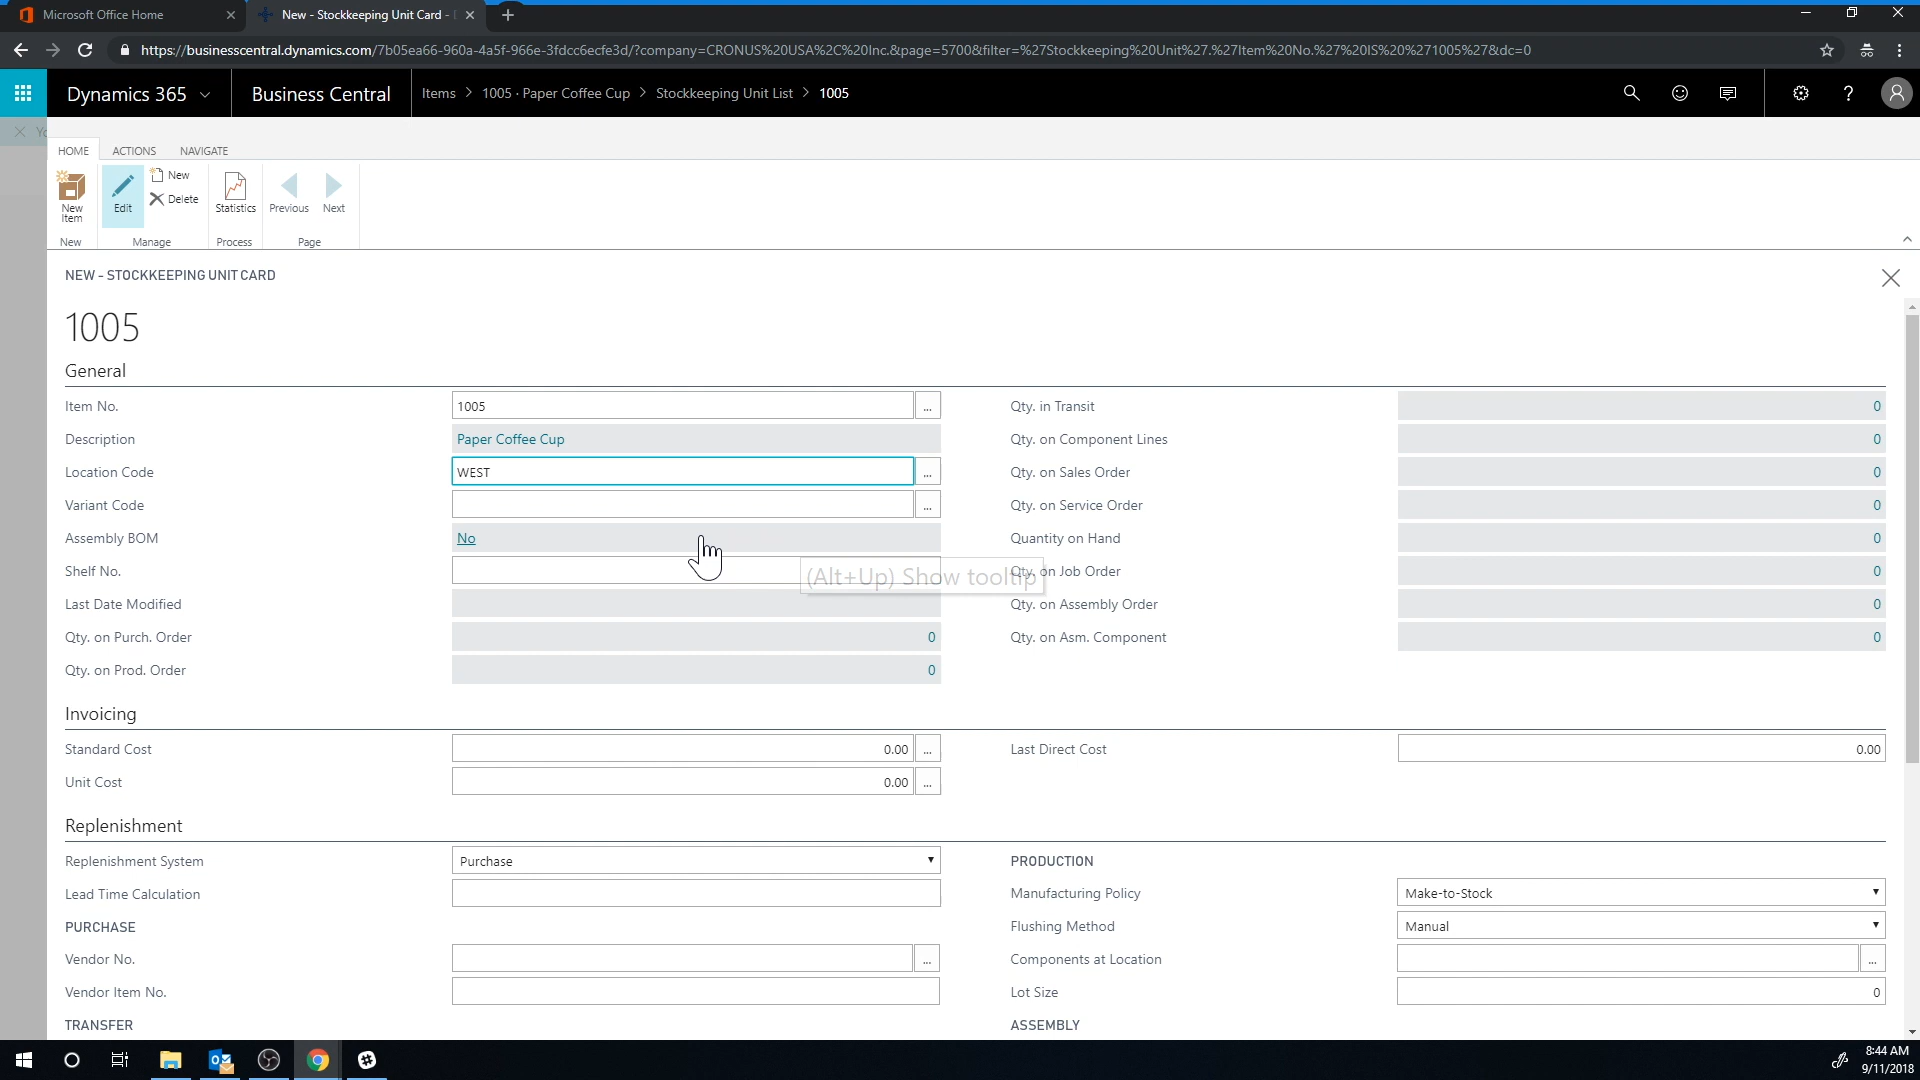 Microsoft Office Home
New - Stockkeeping Unit Card -
https://businesscentral.dynamics.com/7b05ea66-960a-4a5f-966e-3fdcc6ecfe3d/?company=CRONUS%20USA%2C%20Inc.&page=5700&filter=%27Stockkeeping%20Unit%27.%27Item%20No.%27%20IS%20%271005%27&dc=0
Dynamics 365 Business Central Items > 1005 · Paper Coffee Cup > Stockkeeping Unit List > 1005
HOME ACTIONS NAVIGATE
New Item
Edit
New
Delete
Statistics
Previous
Next
New Manage Process Page
NEW - STOCKKEEPING UNIT CARD
1005
General
Item No. 1005 ...
Description Paper Coffee Cup
Location Code WEST ...
Variant Code ...
Assembly BOM No
Shelf No.
Last Date Modified
Qty. on Purch. Order 0
Qty. on Prod. Order 0
Qty. in Transit 0
Qty. on Component Lines 0
Qty. on Sales Order 0
Qty. on Service Order 0
Quantity on Hand 0
Qty. on Job Order 0
Qty. on Assembly Order 0
Qty. on Asm. Component 0
(Alt+Up) Show tooltip
Invoicing
Standard Cost 0.00 ...
Unit Cost 0.00 ...
Last Direct Cost 0.00
Replenishment
Replenishment System Purchase
Lead Time Calculation
PURCHASE
Vendor No. ...
Vendor Item No.
TRANSFER
PRODUCTION
Manufacturing Policy Make-to-Stock
Flushing Method Manual
Components at Location ...
Lot Size 0
ASSEMBLY
8:44 AM
9/11/2018